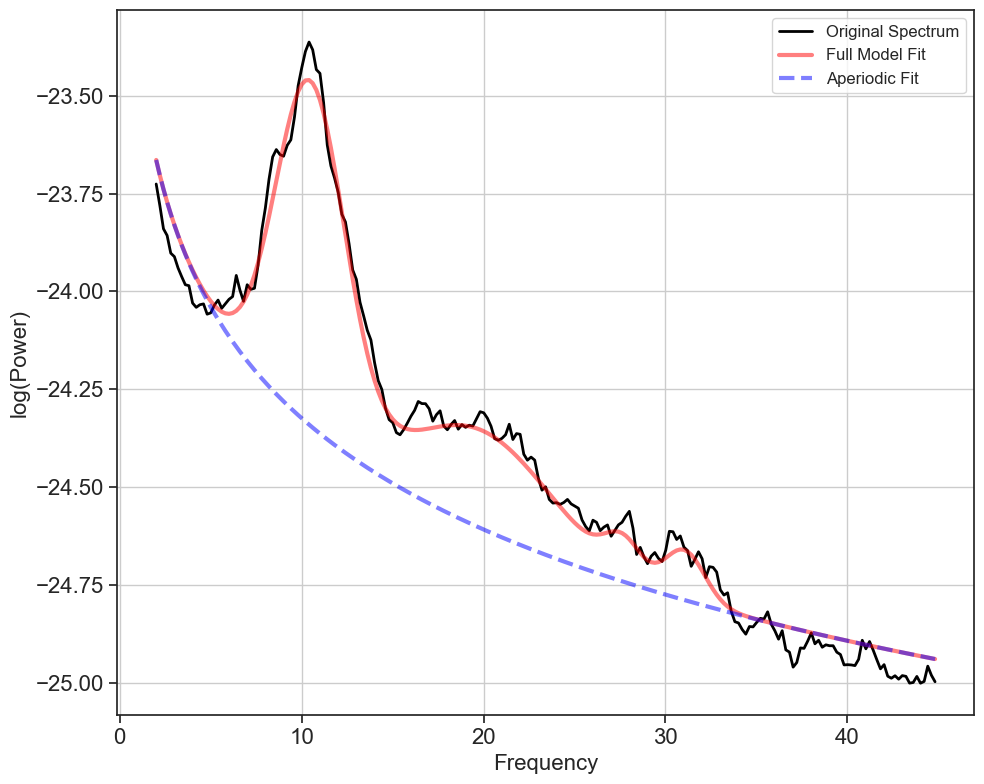 Original Spectrum
Full Model Fit
Aperiodic Fit
−23.50
−23.75
−24.00
−24.25
−24.50
−24.75
−25.00
log(Power)
0 10 20 30 40
Frequency